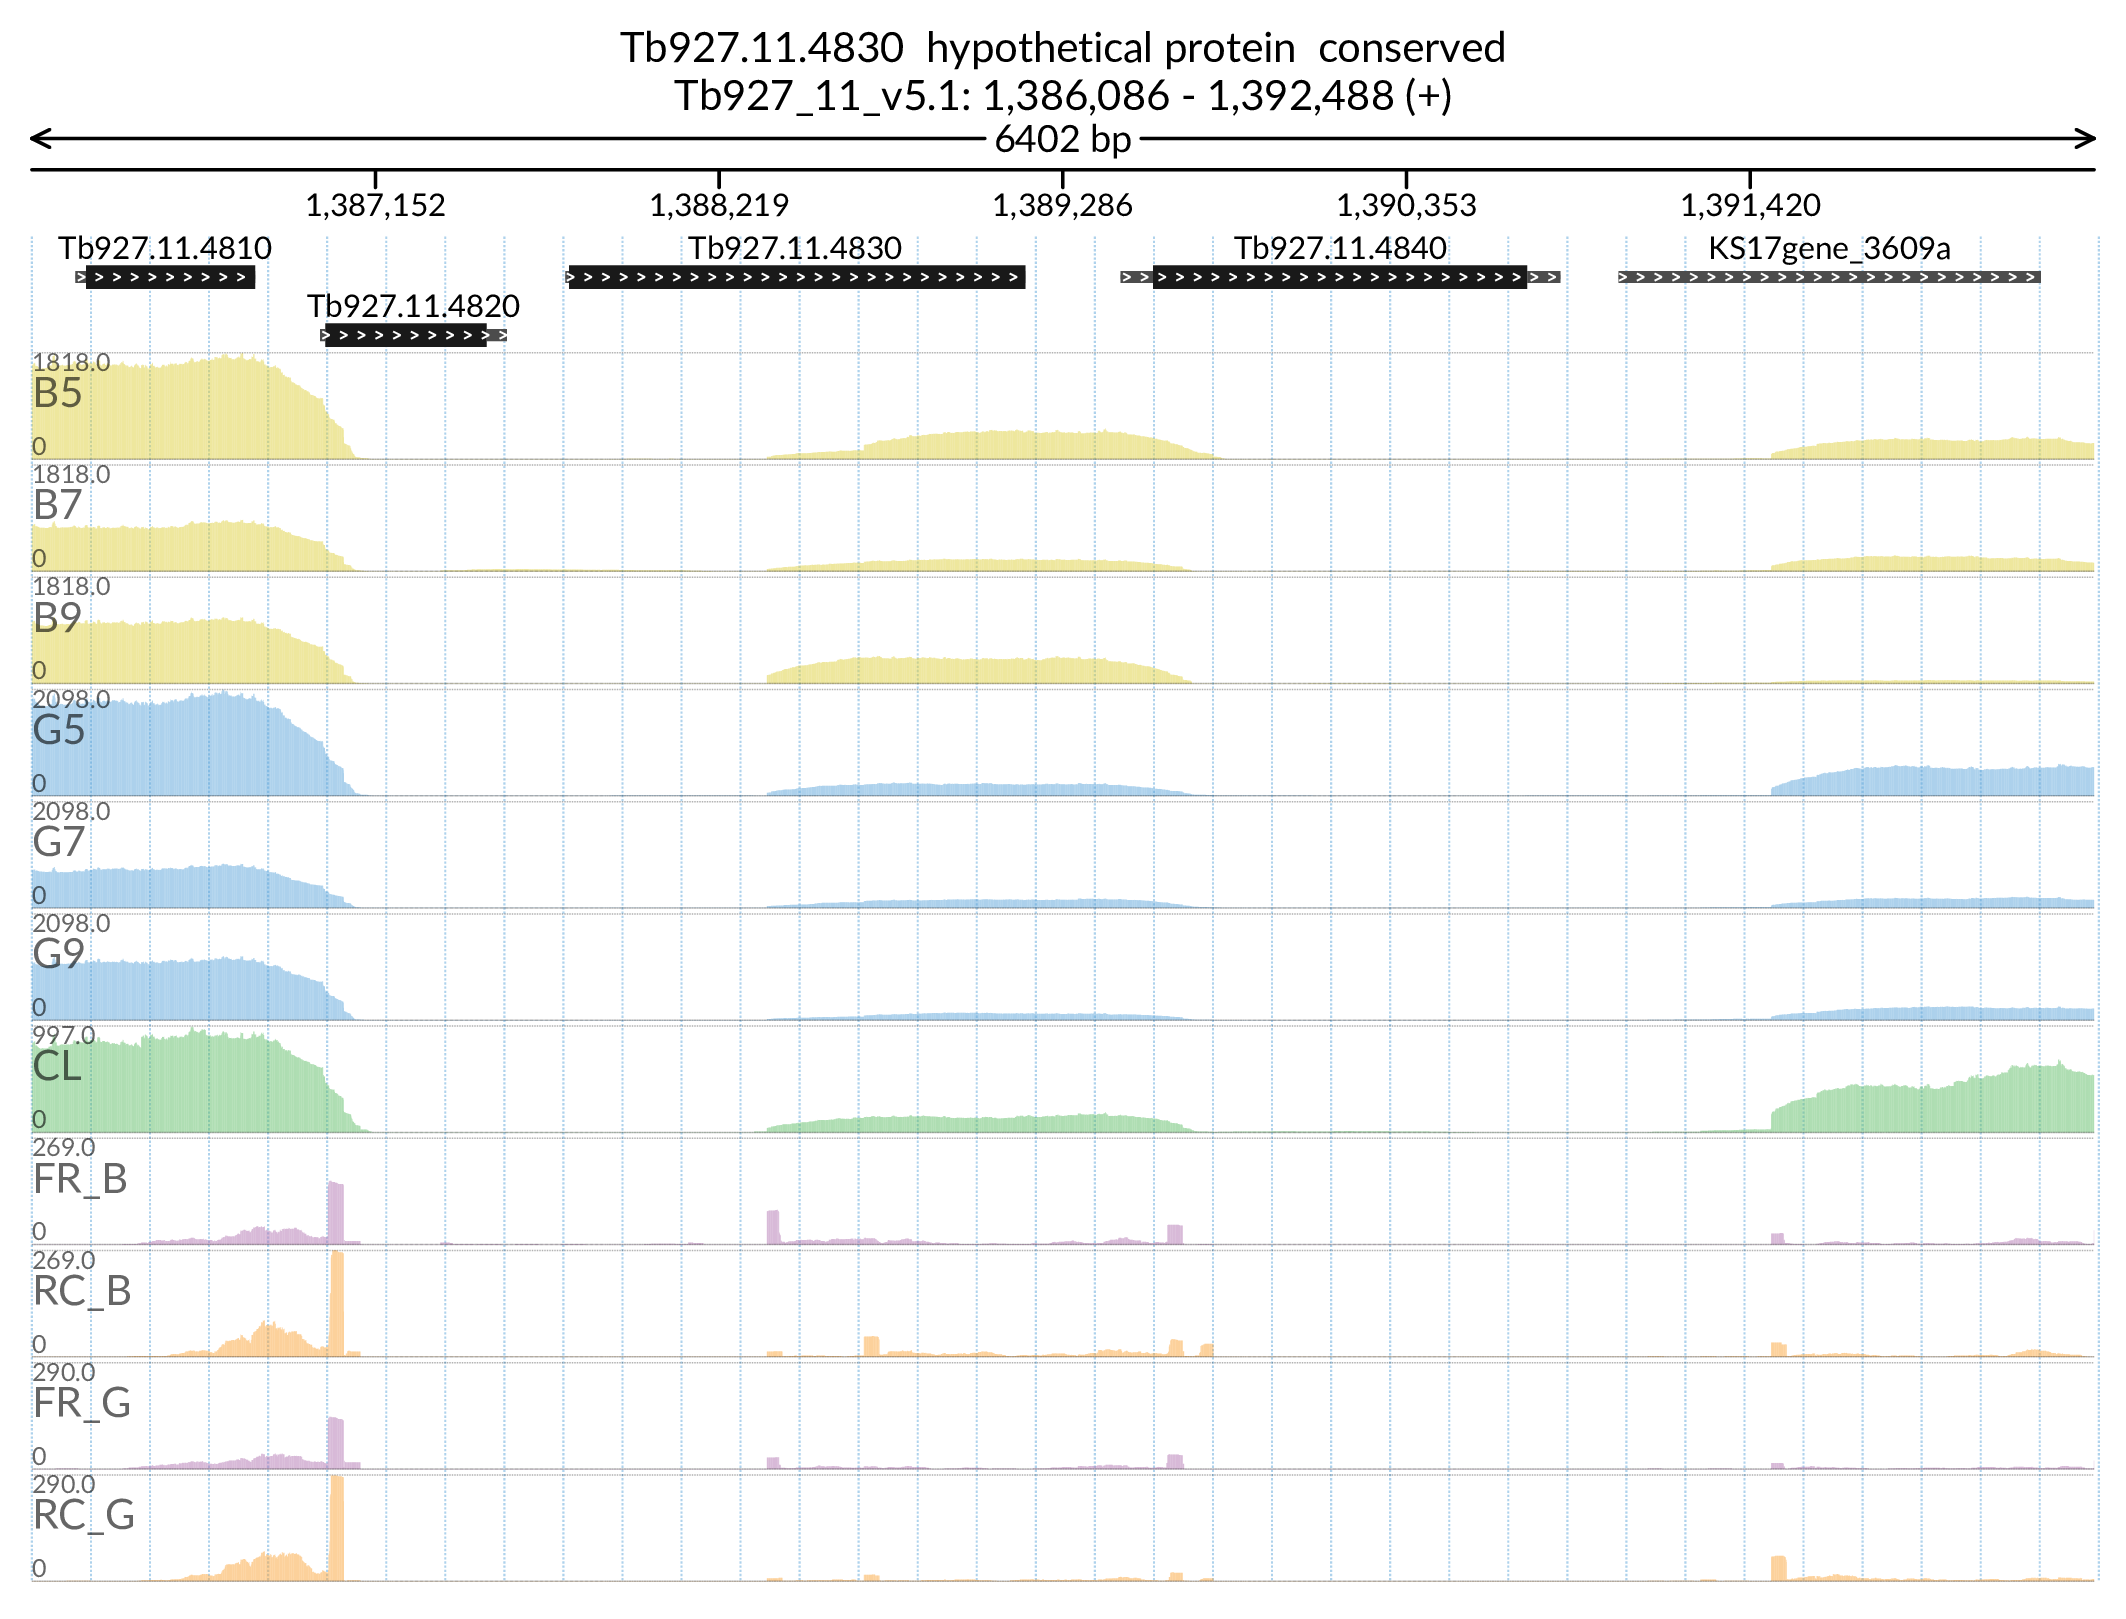 Tb927.11.4830 hypothetical protein conserved
Tb927_11_v5.1: 1,386,086 - 1,392,488 (+)
6402 bp
1,387,152 1,388,219 1,389,286 1,390,353 1,391,420
Tb927.11.4810 Tb927.11.4830 Tb927.11.4840 KS17gene_3609a
Tb927.11.4820
1818.0
B5
0
1818.0
B7
0
1818.0
B9
0
2098.0
G5
0
2098.0
G7
0
2098.0
G9
0
997.0
CL
0
269.0
FR_B
0
269.0
RC_B
0
290.0
FR_G
0
290.0
RC_G
0